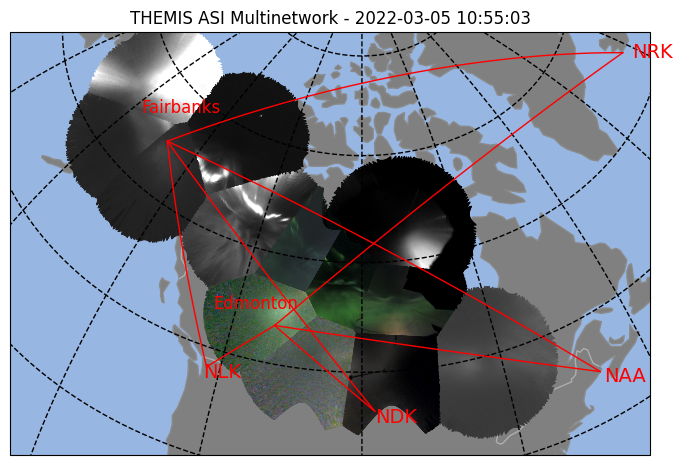 THEMIS ASI Multinetwork - 2022-03-05 10:55:03
NRK
Fairbanks
Edmonton
NLK
NAA
NDK